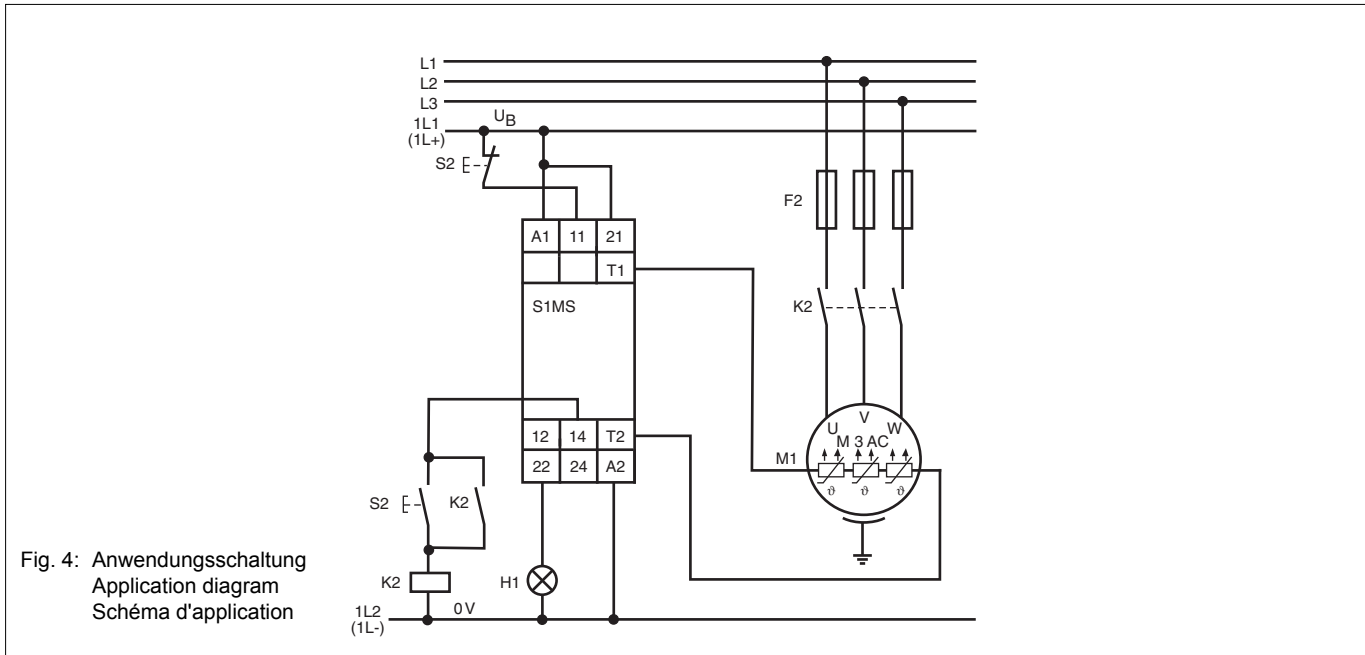 L1
L2
L3
1L1
(1L+)
UB
S2
F2
A1 11 21
T1
S1MS
K2
12 14 T2
22 24 A2
U V W
M 3 AC
M1
ϑ ϑ ϑ
S2 K2
K2
H1
1L2
(1L-)
0 V
Fig. 4: Anwendungsschaltung
Application diagram
Schéma d'application